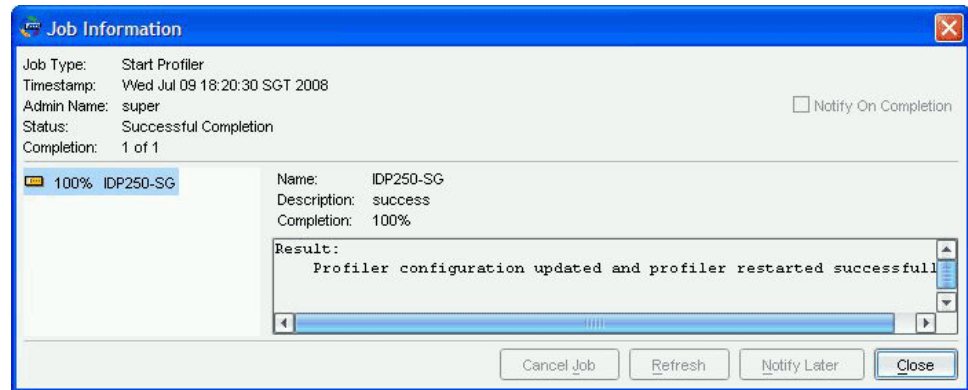 Job Information
Job Type: Start Profiler
Timestamp: Wed Jul 09 18:20:30 SGT 2008
Admin Name: super
Notify On Completion
Status: Successful Completion
Completion: 1 of 1
100% IDP250-SG
Name: IDP250-SG
Description: success
Completion: 100%
Result:
Profiler configuration updated and profiler restarted successfull
Cancel Job Refresh Notify Later Close